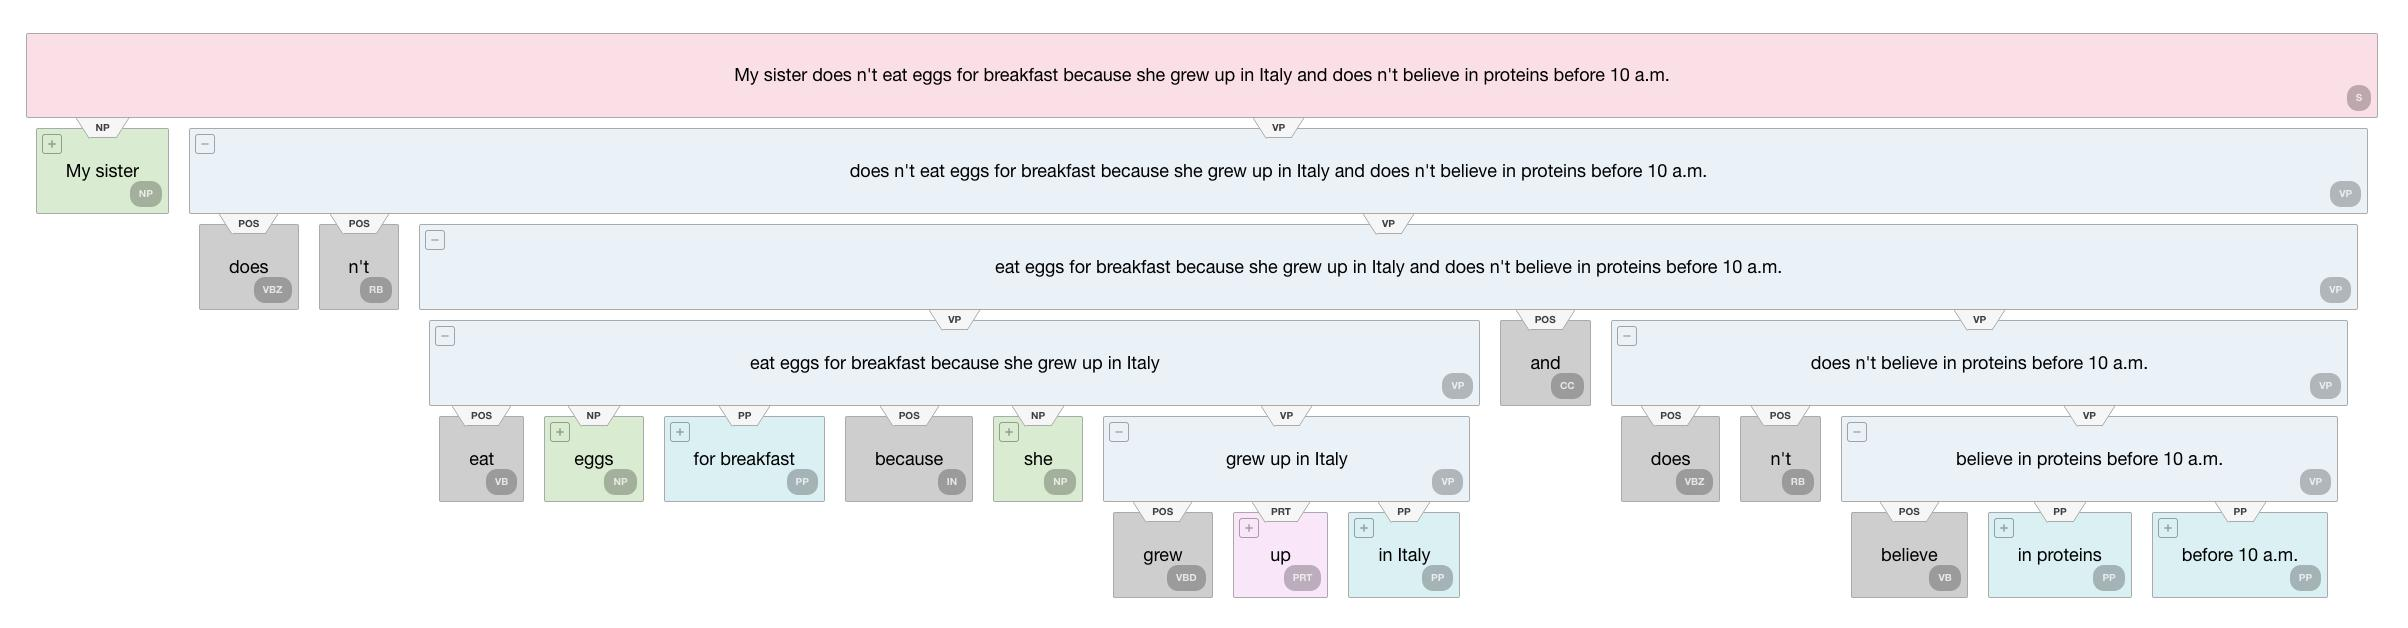 My sister does n't eat eggs for breakfast because she grew up in Italy and does n't believe in proteins before 10 a.m.
S
NP VP
My sister does n't eat eggs for breakfast because she grew up in Italy and does n't believe in proteins before 10 a.m.
NP VP
POS POS VP
does n't eat eggs for breakfast because she grew up in Italy and does n't believe in proteins before 10 a.m.
VBZ RB VP
VP POS VP
eat eggs for breakfast because she grew up in Italy and does n't believe in proteins before 10 a.m.
VP CC VP
POS NP PP POS NP VP POS POS VP
eat eggs for breakfast because she grew up in Italy does n't believe in proteins before 10 a.m.
VB NP PP IN NP VP VBZ RB VP
POS PRT PP POS PP PP
grew up in Italy believe in proteins before 10 a.m.
VBD PRT PP VB PP PP